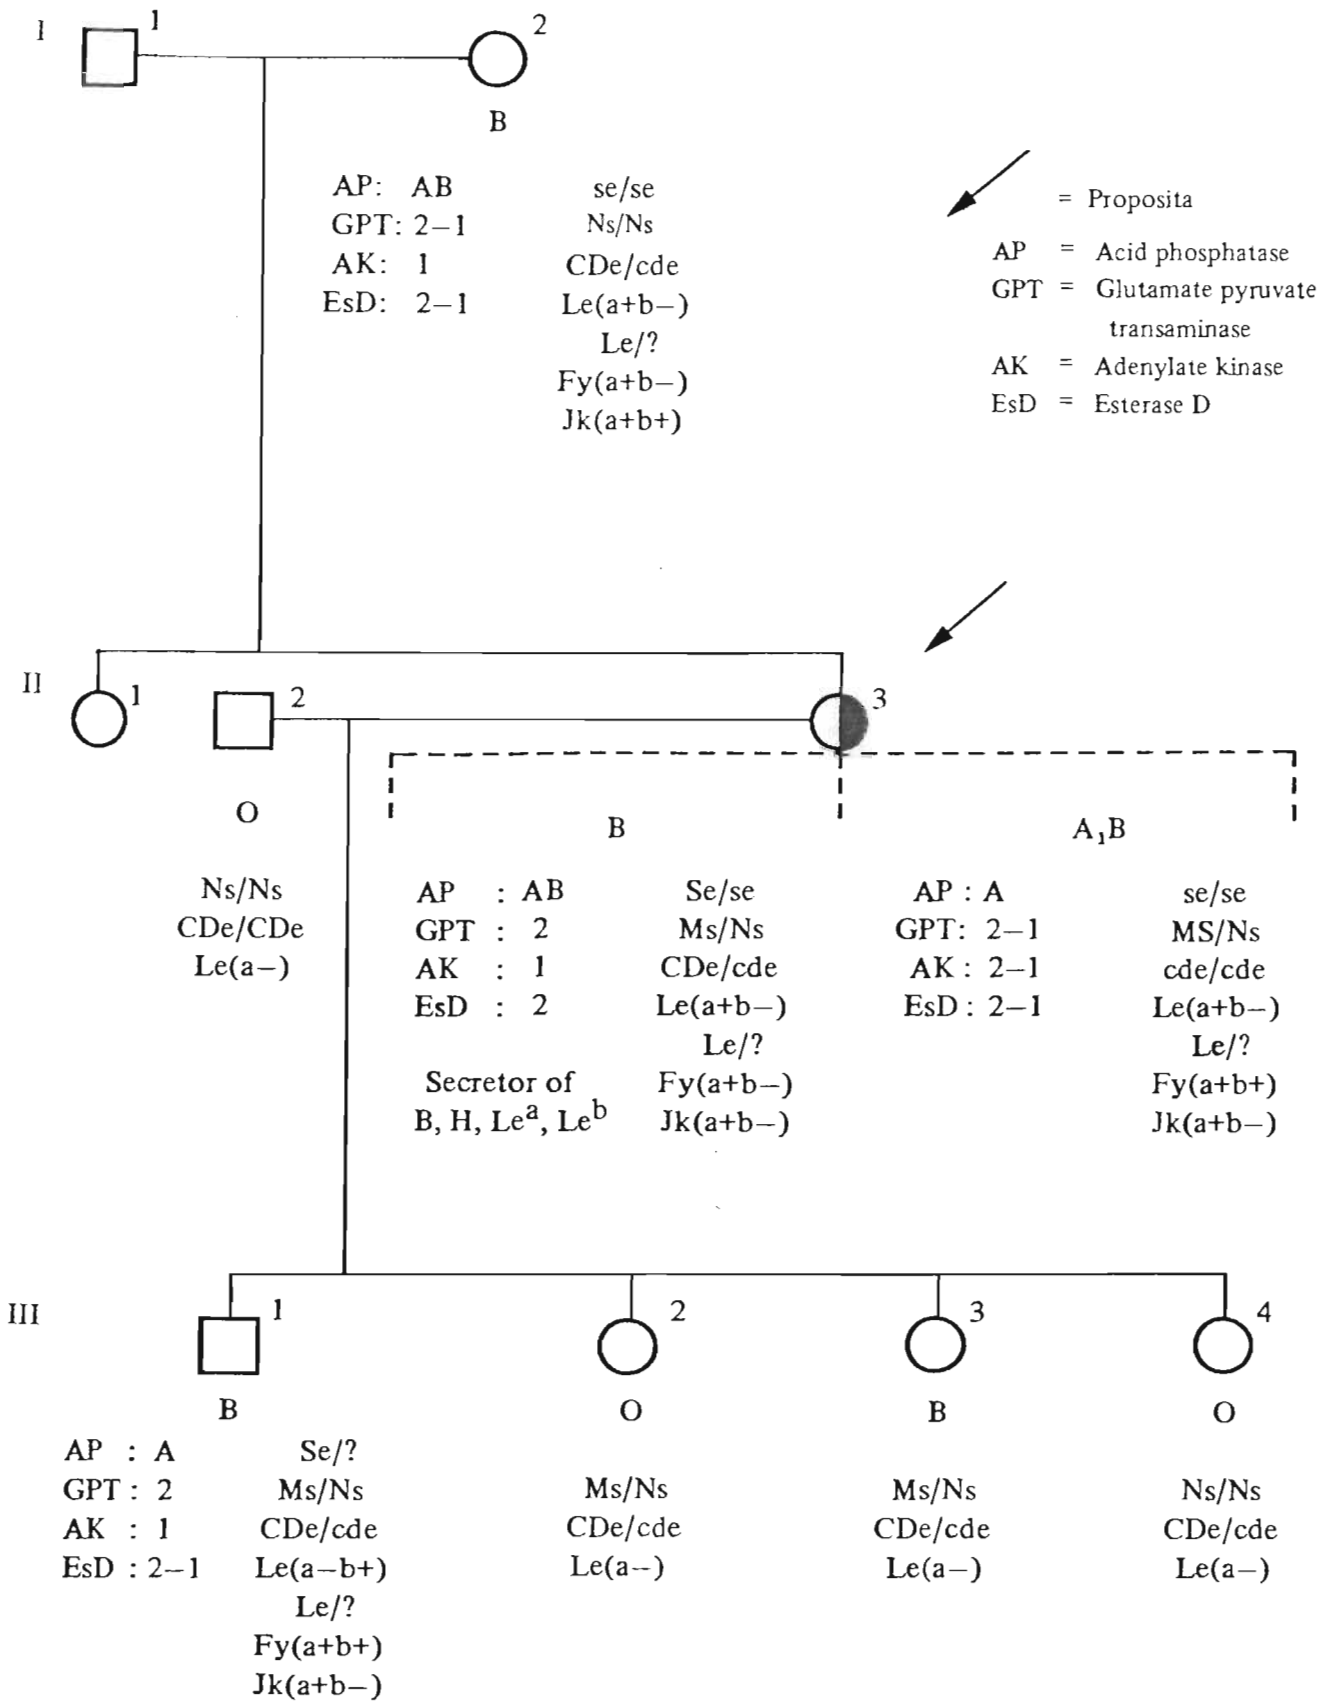 I 1 2
B
AP: AB se/se
GPT: 2–1 Ns/Ns
AK: 1 CDe/cde
EsD: 2–1 Le(a+b−)
Le/?
Fy(a+b−)
Jk(a+b+)
= Proposita
AP = Acid phosphatase
GPT = Glutamate pyruvate
transaminase
AK = Adenylate kinase
EsD = Esterase D
II 1 2 3
O B A₁B
Ns/Ns
CDe/CDe
Le(a−)
AP : AB Se/se
GPT : 2 Ms/Ns
AK : 1 CDe/cde
EsD : 2 Le(a+b−)
Le/?
Secretor of Fy(a+b−)
B, H, Leᵃ, Leᵇ Jk(a+b−)
AP : A se/se
GPT: 2–1 MS/Ns
AK : 2–1 cde/cde
EsD : 2–1 Le(a+b−)
Le/?
Fy(a+b+)
Jk(a+b−)
III 1 2 3 4
B O B O
AP : A Se/?
GPT : 2 Ms/Ns
AK : 1 CDe/cde
EsD : 2–1 Le(a−b+)
Le/?
Fy(a+b+)
Jk(a+b−)
Ms/Ns
CDe/cde
Le(a−)
Ms/Ns
CDe/cde
Le(a−)
Ns/Ns
CDe/cde
Le(a−)